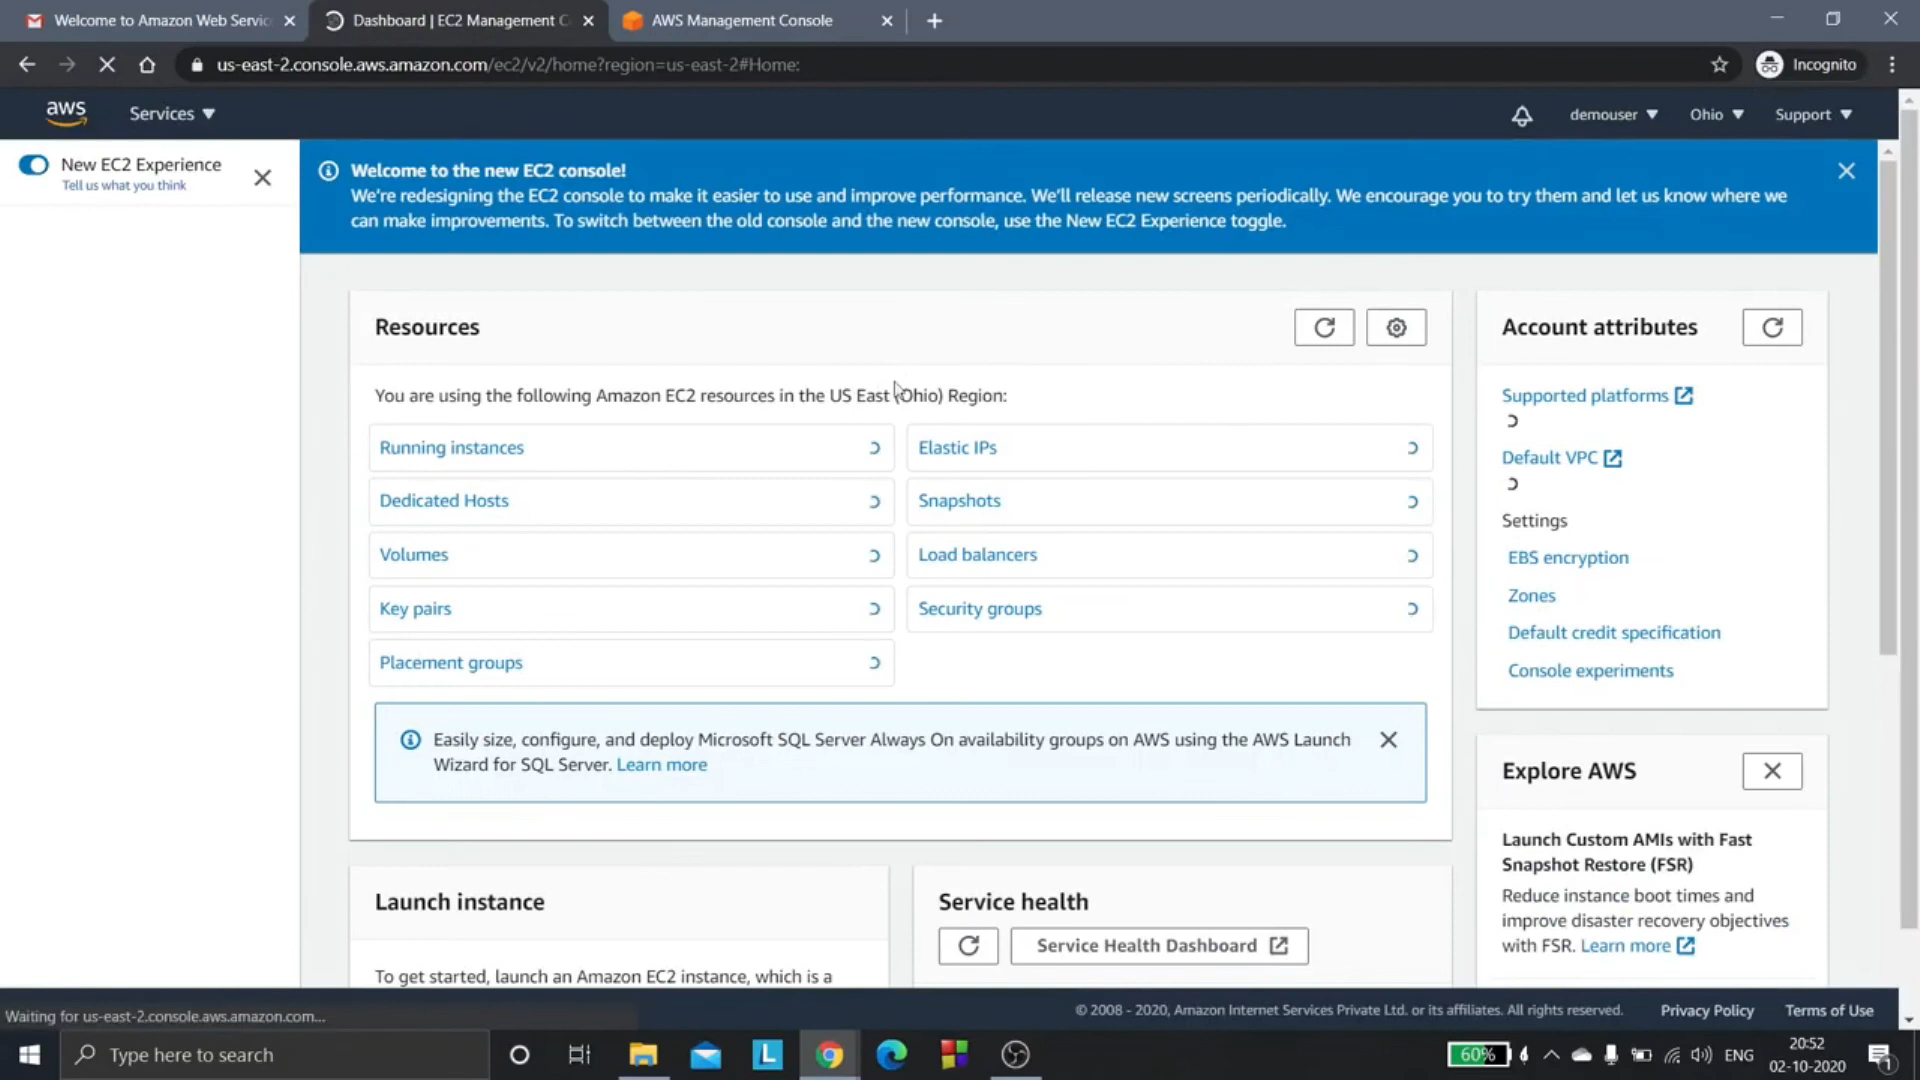 Welcome to Amazon Web Servic
Dashboard | EC2 Management C
AWS Management Console
us-east-2.console.aws.amazon.com/ec2/v2/home?region=us-east-2#Home:
Incognito
aws
Services
demouser
Ohio
Support
New EC2 Experience
Tell us what you think
Welcome to the new EC2 console!
We're redesigning the EC2 console to make it easier to use and improve performance. We'll release new screens periodically. We encourage you to try them and let us know where we
can make improvements. To switch between the old console and the new console, use the New EC2 Experience toggle.
Resources
You are using the following Amazon EC2 resources in the US East (Ohio) Region:
Running instances
Elastic IPs
Dedicated Hosts
Snapshots
Volumes
Load balancers
Key pairs
Security groups
Placement groups
Easily size, configure, and deploy Microsoft SQL Server Always On availability groups on AWS using the AWS Launch
Wizard for SQL Server. Learn more
Account attributes
Supported platforms
Default VPC
Settings
EBS encryption
Zones
Default credit specification
Console experiments
Explore AWS
Launch Custom AMIs with Fast
Snapshot Restore (FSR)
Reduce instance boot times and
improve disaster recovery objectives
with FSR. Learn more
Launch instance
To get started, launch an Amazon EC2 instance, which is a
Service health
Service Health Dashboard
Waiting for us-east-2.console.aws.amazon.com...
© 2008 - 2020, Amazon Internet Services Private Ltd. or its affiliates. All rights reserved.
Privacy Policy
Terms of Use
Type here to search
L
60%
ENG
20:52
02-10-2020
1